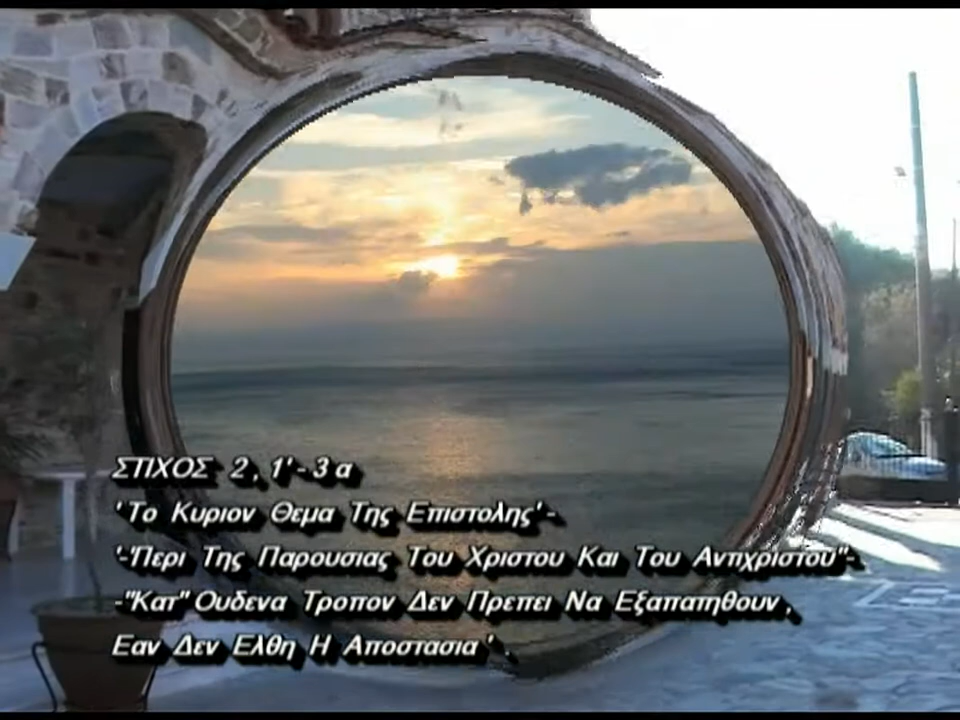 ΣΤΙΧΟΣ 2, 1'-3α
'Το Κυριον Θεμα Της Επιστολης'-
'-'Περι Της Παρουσιας Του Χριστου Και Του Αντιχριστου"-.
-"Κατ" Ουδενα Τροπον Δεν Πρεπει Να Εξαπατηθουν,
Εαν Δεν Ελθη Η Αποστασια'.